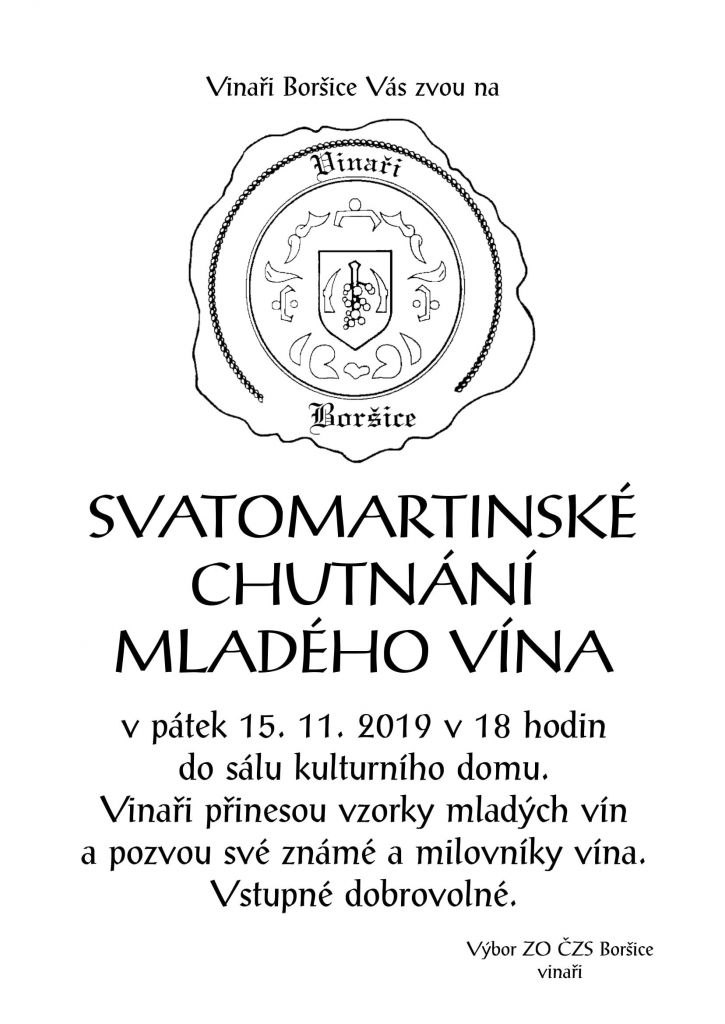 Vinaři Boršice Vás zvou na
Vinaři
Boršice
SVATOMARTINSKÉ
CHUTNÁNÍ
MLADÉHO VÍNA
v pátek 15. 11. 2019 v 18 hodin
do sálu kulturního domu.
Vinaři přinesou vzorky mladých vín
a pozvou své známé a milovníky vína.
Vstupné dobrovolné.
Výbor ZO ČZS Boršice
vinaři